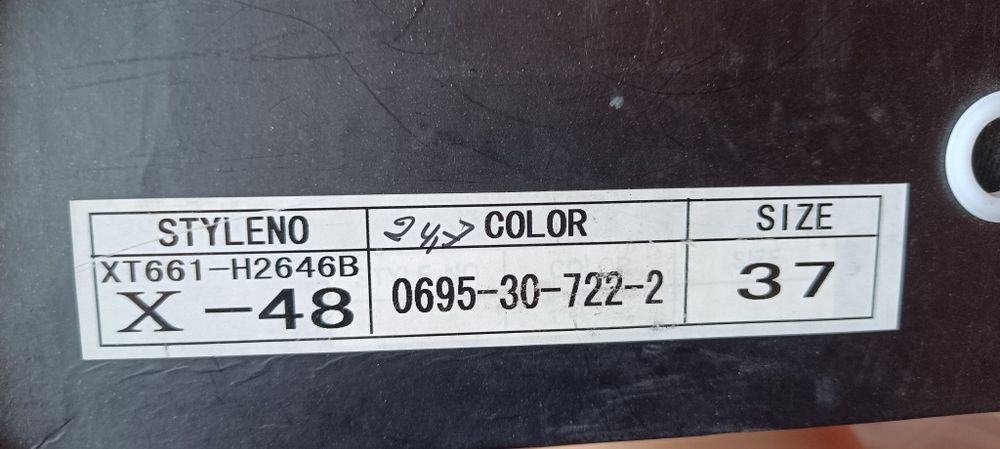 STYLENO COLOR SIZE
XT661-H2646B
X-48 0695-30-722-2 37